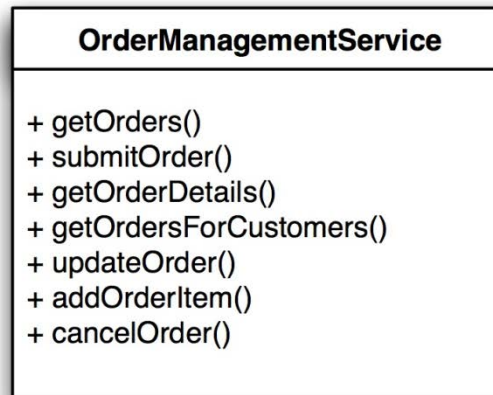 OrderManagementService
+ getOrders()
+ submitOrder()
+ getOrderDetails()
+ getOrdersForCustomers()
+ updateOrder()
+ addOrderItem()
+ cancelOrder()